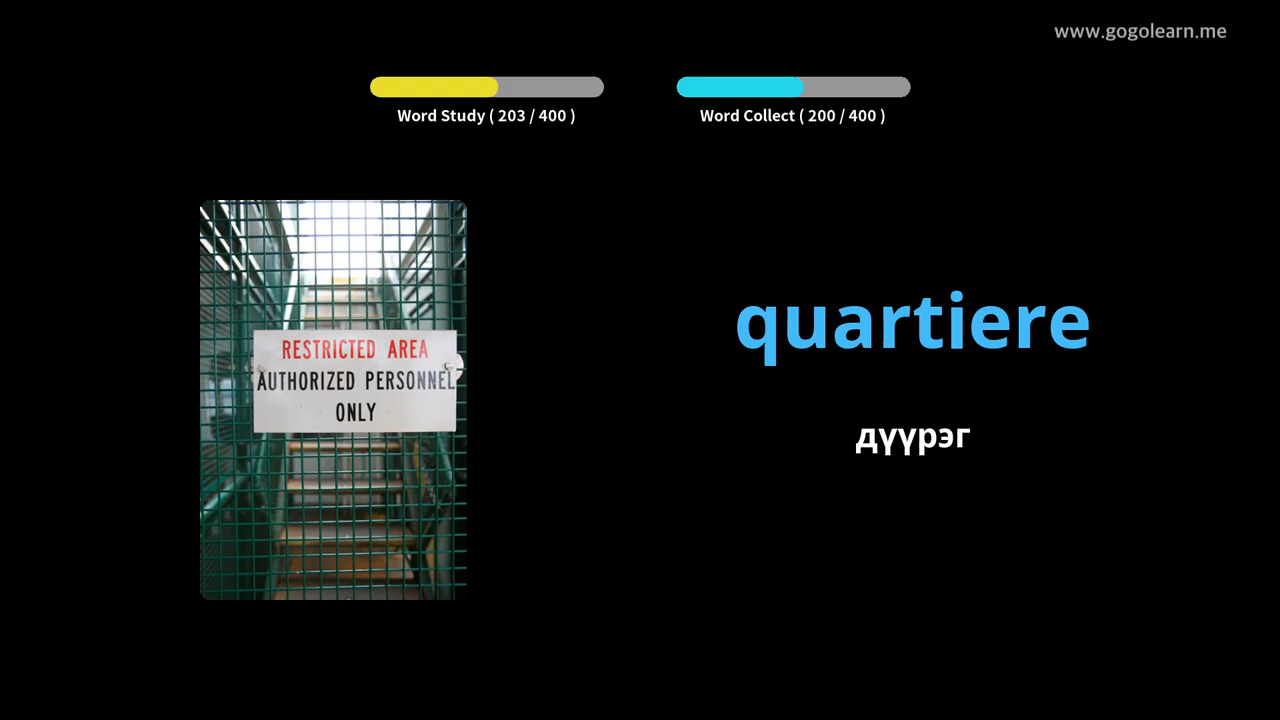 www.gogolearn.me
Word Study ( 203 / 400 )
Word Collect ( 200 / 400 )
RESTRICTED AREA
AUTHORIZED PERSONNEL
ONLY
quartiere
дүүрэг